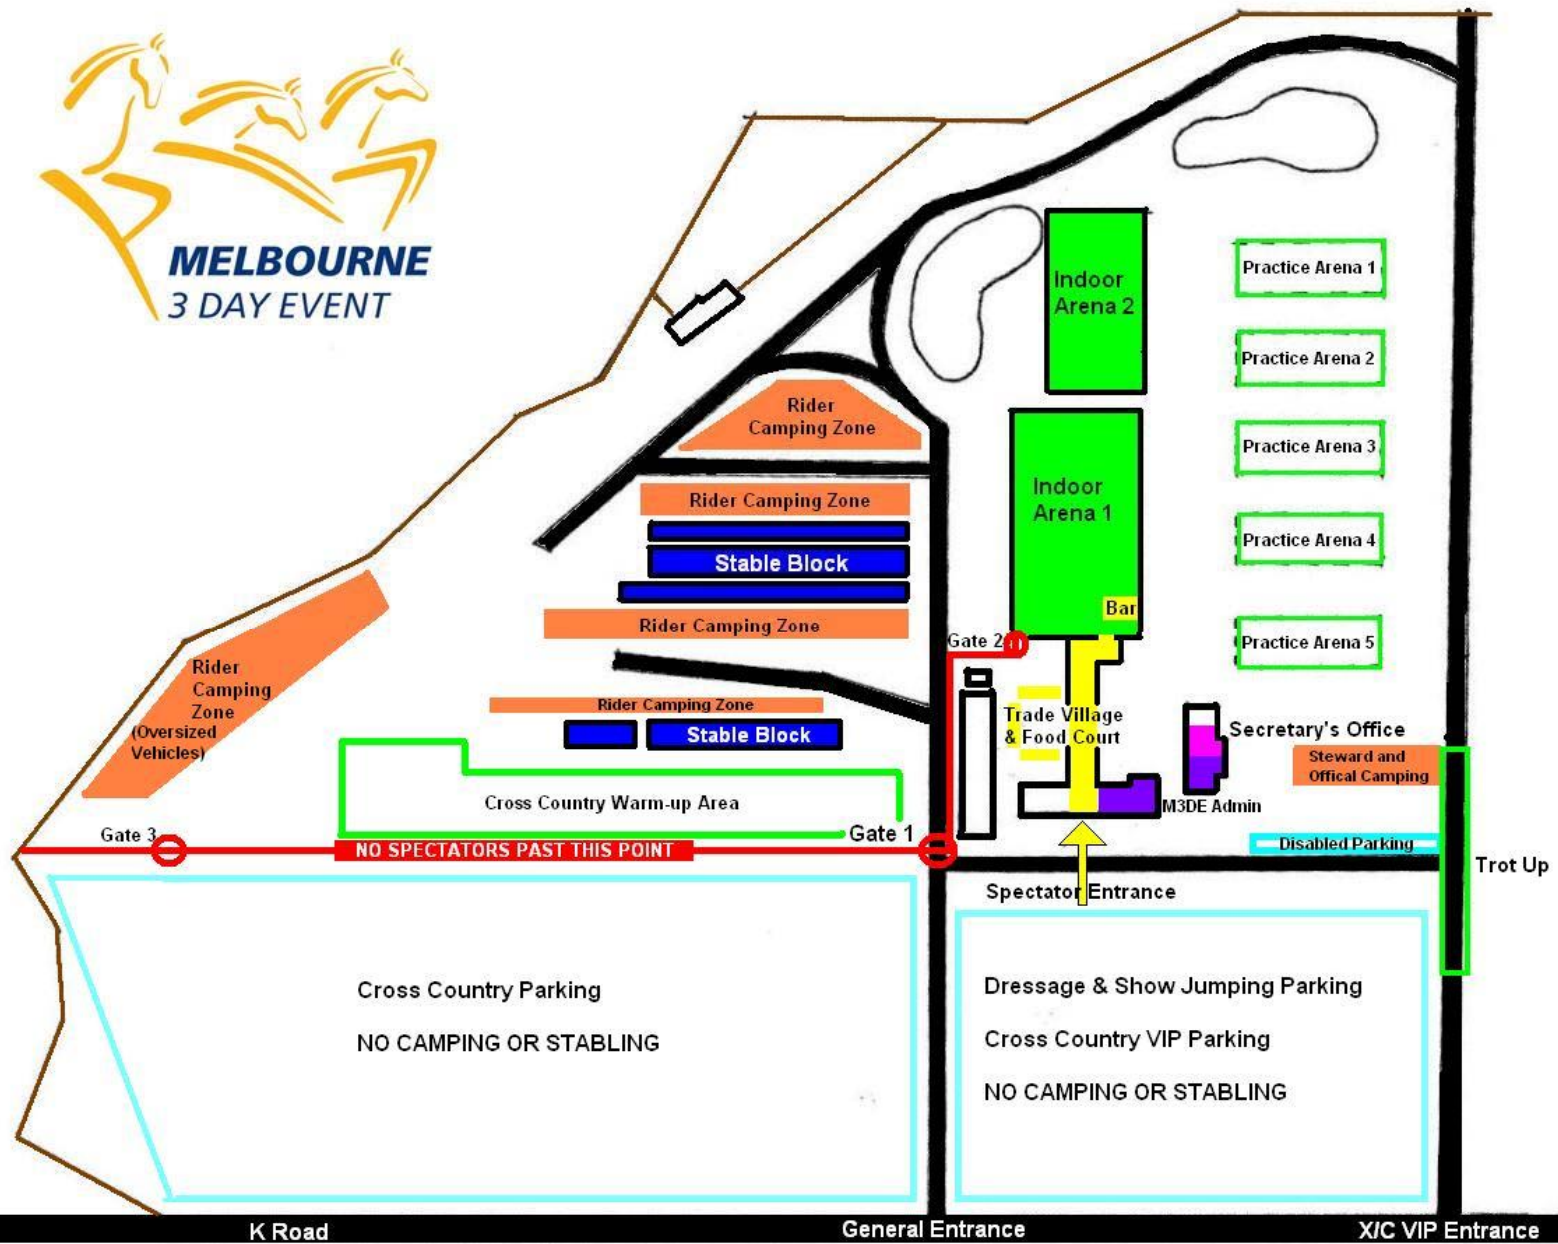 MELBOURNE
3 DAY EVENT
Indoor
Arena 2
Practice Arena 1
Practice Arena 2
Rider
Camping Zone
Practice Arena 3
Indoor
Arena 1
Rider Camping Zone
Practice Arena 4
Stable Block
Bar
Rider Camping Zone
Gate 2
Practice Arena 5
Rider
Camping
Zone
(Oversized
Vehicles)
Rider Camping Zone
Stable Block
Trade Village
& Food Court
Secretary's Office
Steward and
Offical Camping
Cross Country Warm-up Area
M3DE Admin
Gate 3
Gate 1
NO SPECTATORS PAST THIS POINT
Disabled Parking
Trot Up
Spectator Entrance
Cross Country Parking
NO CAMPING OR STABLING
Dressage & Show Jumping Parking
Cross Country VIP Parking
NO CAMPING OR STABLING
K Road
General Entrance
X/C VIP Entrance